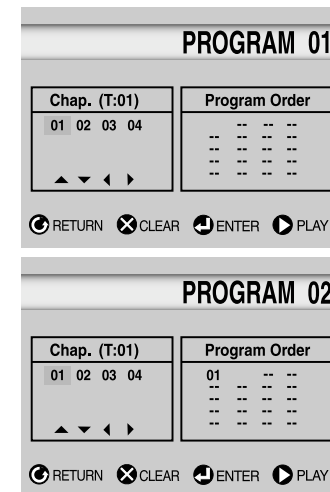 PROGRAM 01
Chap. (T:01) Program Order
01 02 03 04 -- -- --
-- -- -- --
-- -- -- --
-- -- -- --
RETURN CLEAR ENTER PLAY
PROGRAM 02
Chap. (T:01) Program Order
01 02 03 04 01 -- --
-- -- -- --
-- -- -- --
-- -- -- --
RETURN CLEAR ENTER PLAY